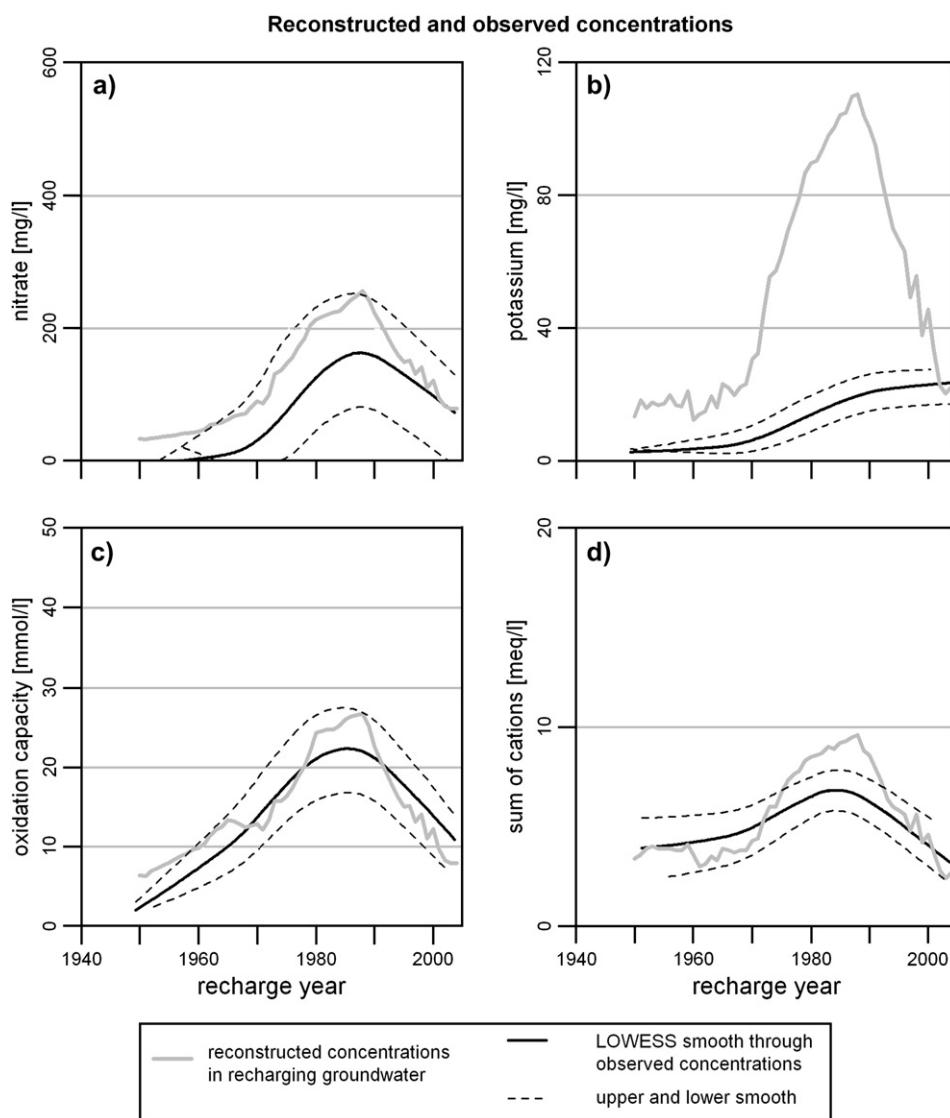 Reconstructed and observed concentrations
a)
nitrate [mg/l]
0
200
400
600
b)
potassium [mg/l]
0
40
80
120
c)
oxidation capacity [mmol/l]
0
10
20
30
40
50
1940
1960
1980
2000
recharge year
d)
sum of cations [meq/l]
0
10
20
1940
1960
1980
2000
recharge year
reconstructed concentrations
in recharging groundwater
LOWESS smooth through
observed concentrations
upper and lower smooth